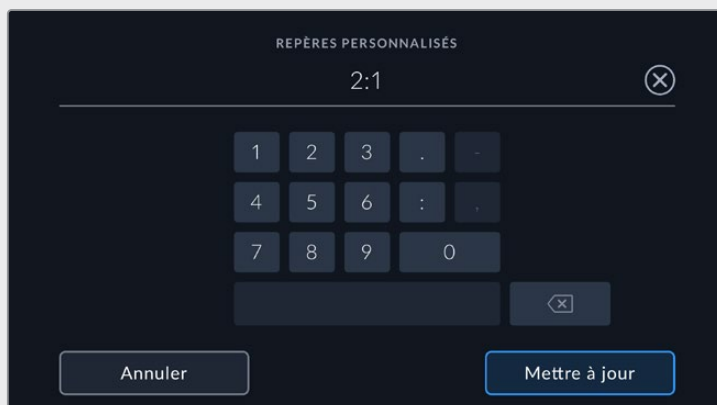 REPÈRES PERSONNALISÉS
2:1
1 2 3 . -
4 5 6 : ,
7 8 9 0
Annuler Mettre à jour